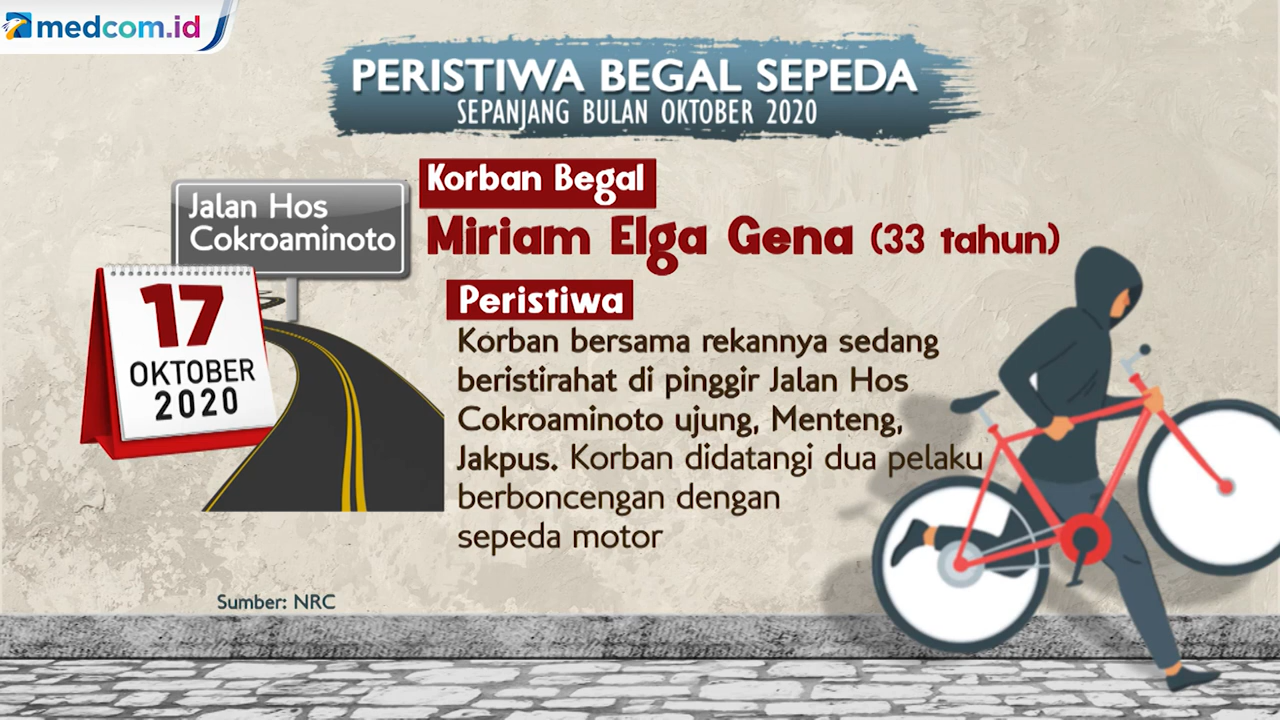 medcom.id
PERISTIWA BEGAL SEPEDA
SEPANJANG BULAN OKTOBER 2020
Jalan Hos
Cokroaminoto
17
OKTOBER
2020
Korban Begal
Miriam Elga Gena (33 tahun)
Peristiwa
Korban bersama rekannya sedang
beristirahat di pinggir Jalan Hos
Cokroaminoto ujung, Menteng,
Jakpus. Korban didatangi dua pelaku
berboncengan dengan
sepeda motor
Sumber: NRC